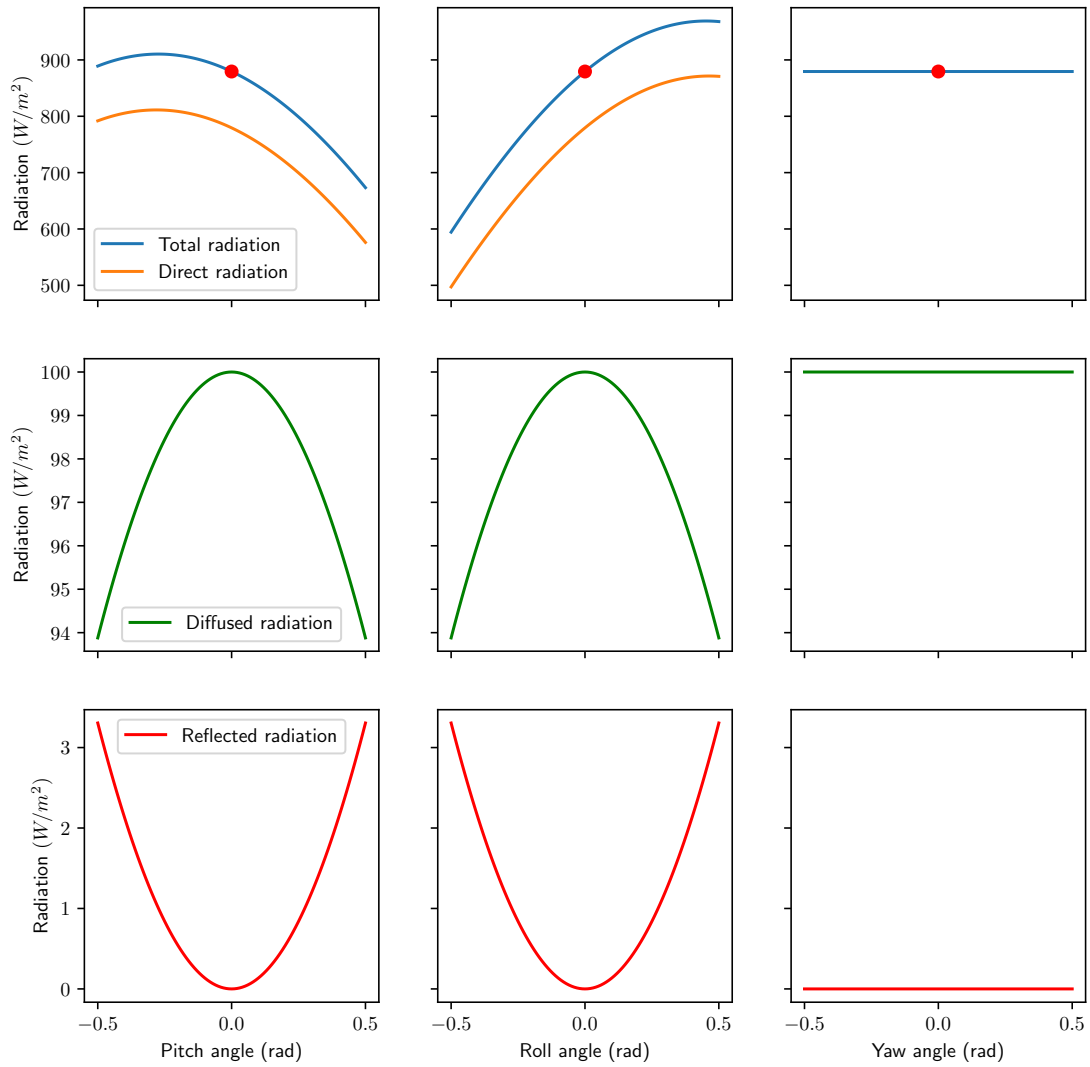 900
800
700
600
500
Radiation (W/m²)
Total radiation
Direct radiation
100
99
98
97
96
95
94
Radiation (W/m²)
Diffused radiation
3
2
1
0
Radiation (W/m²)
Reflected radiation
−0.5 0.0 0.5
Pitch angle (rad)
−0.5 0.0 0.5
Roll angle (rad)
−0.5 0.0 0.5
Yaw angle (rad)